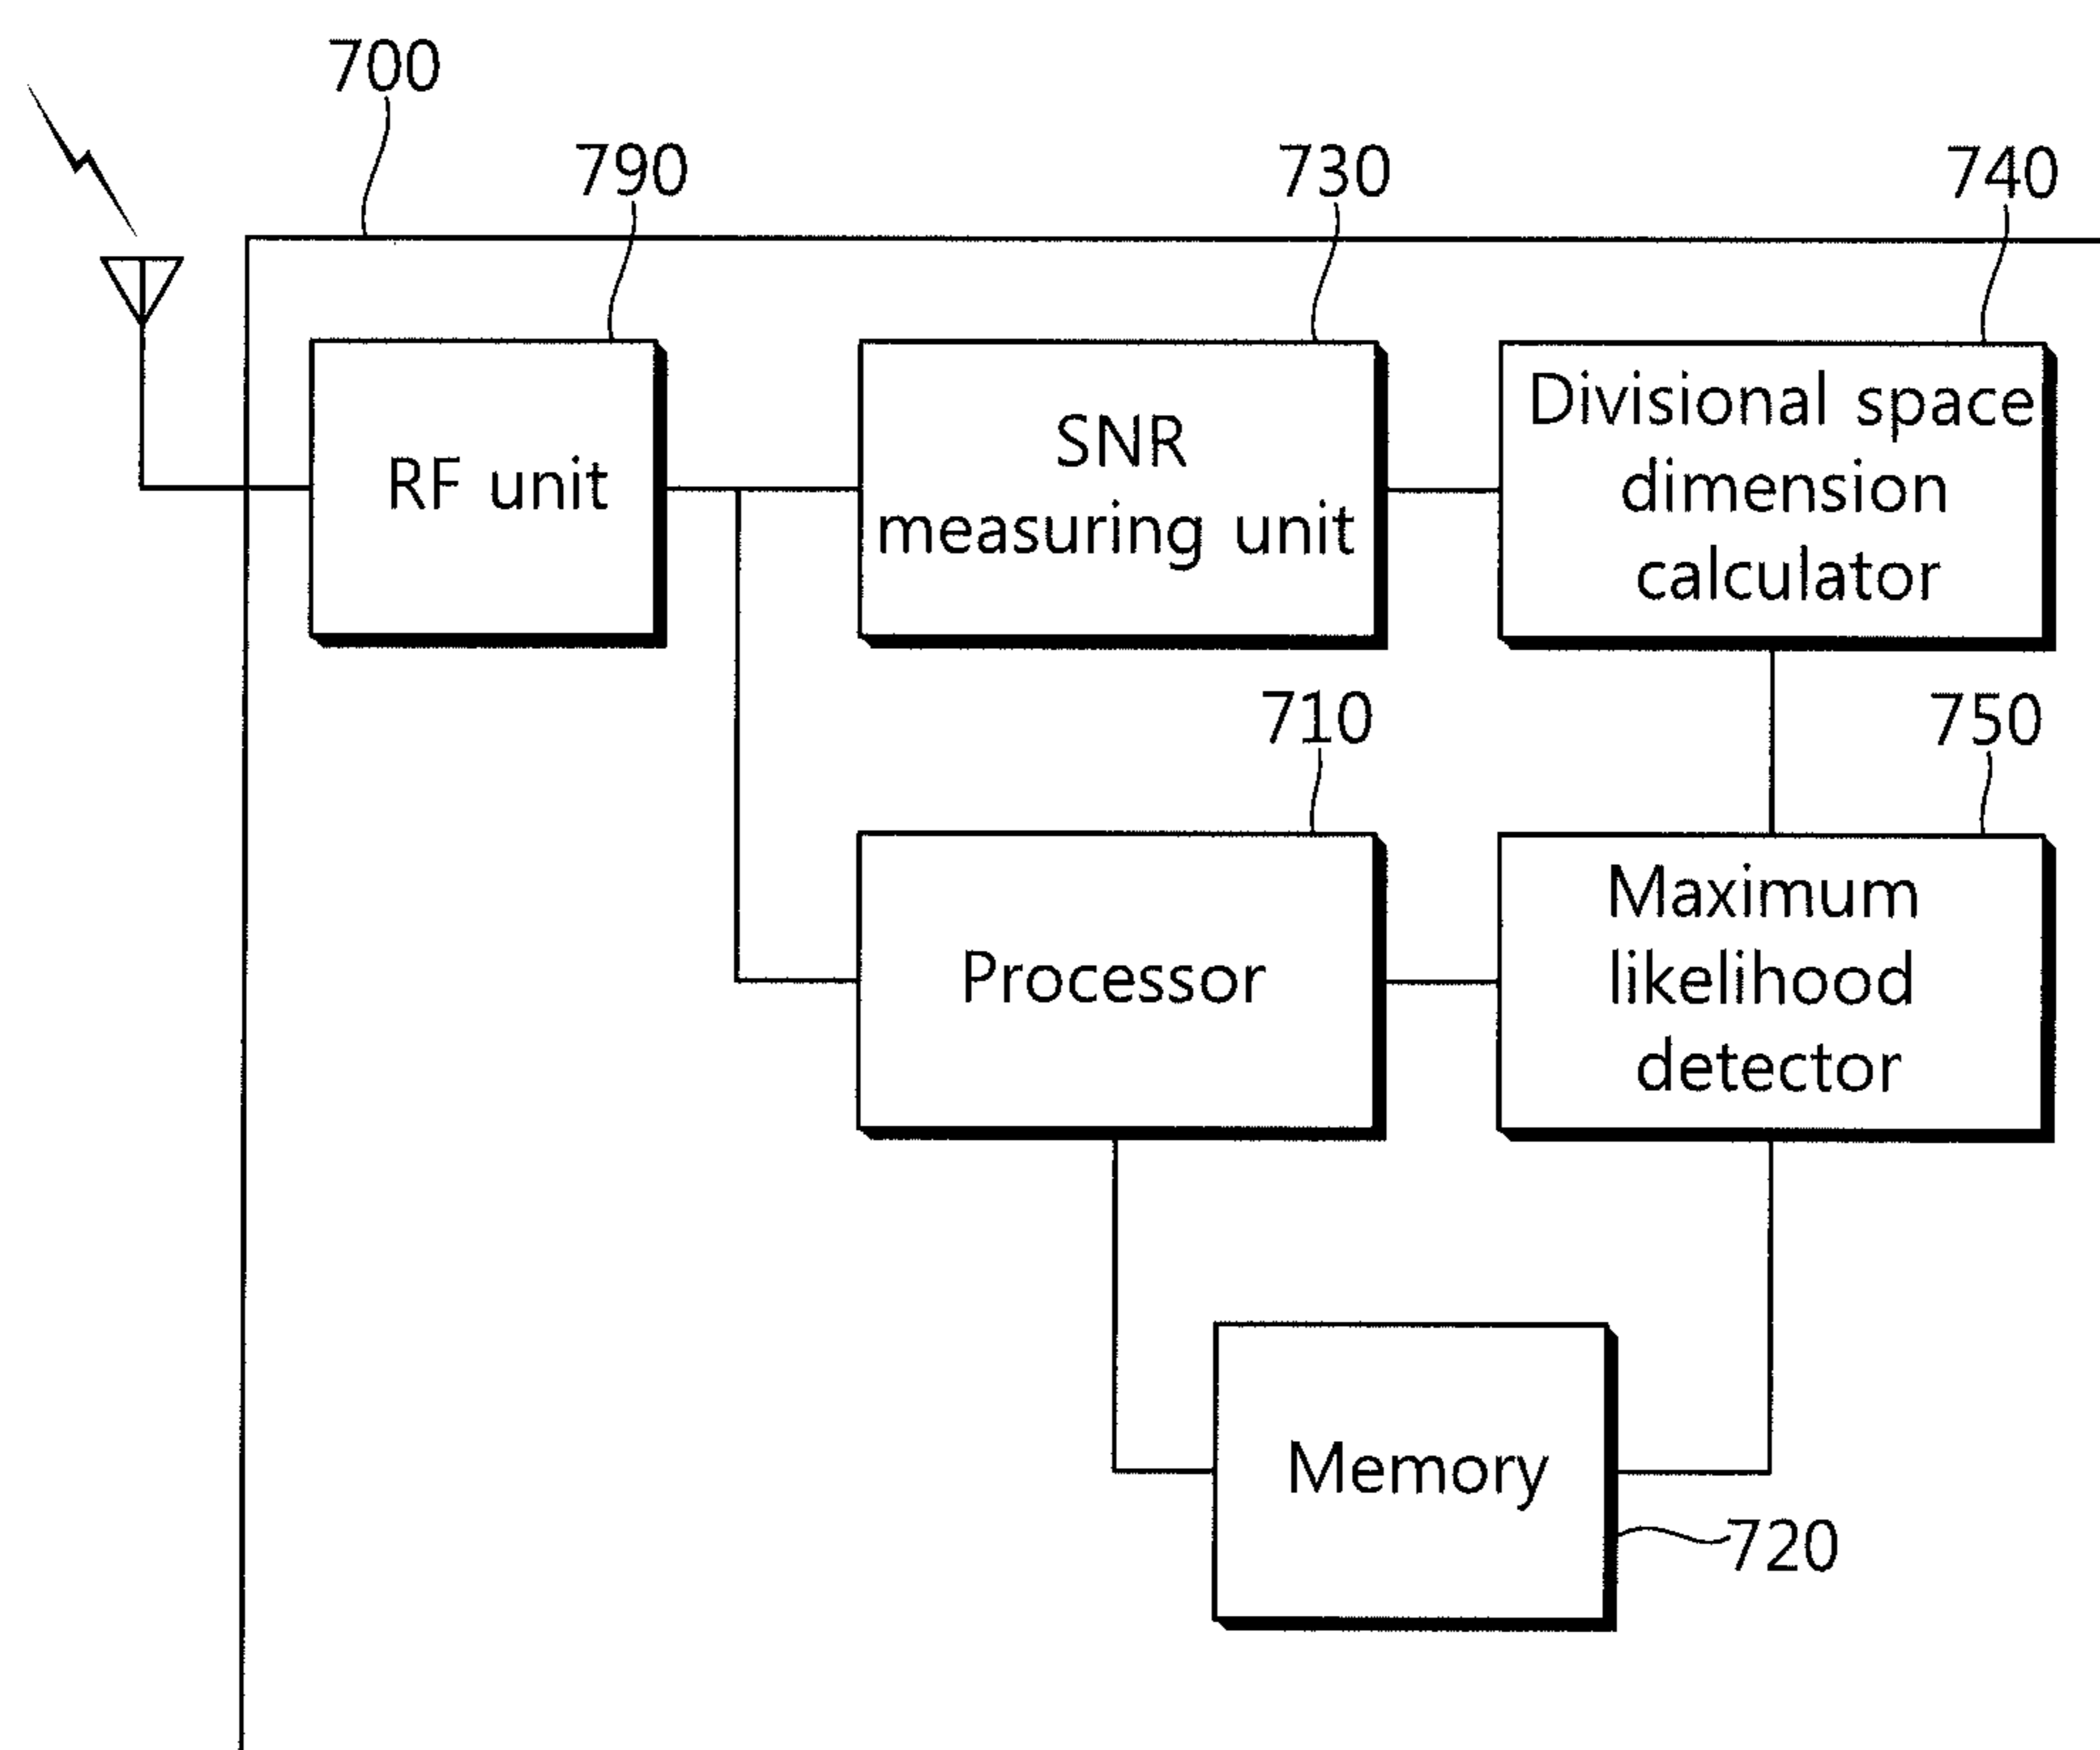 700
790
730
740
RF unit
SNR
measuring unit
Divisional space
dimension
calculator
710
750
Processor
Maximum
likelihood
detector
Memory
720